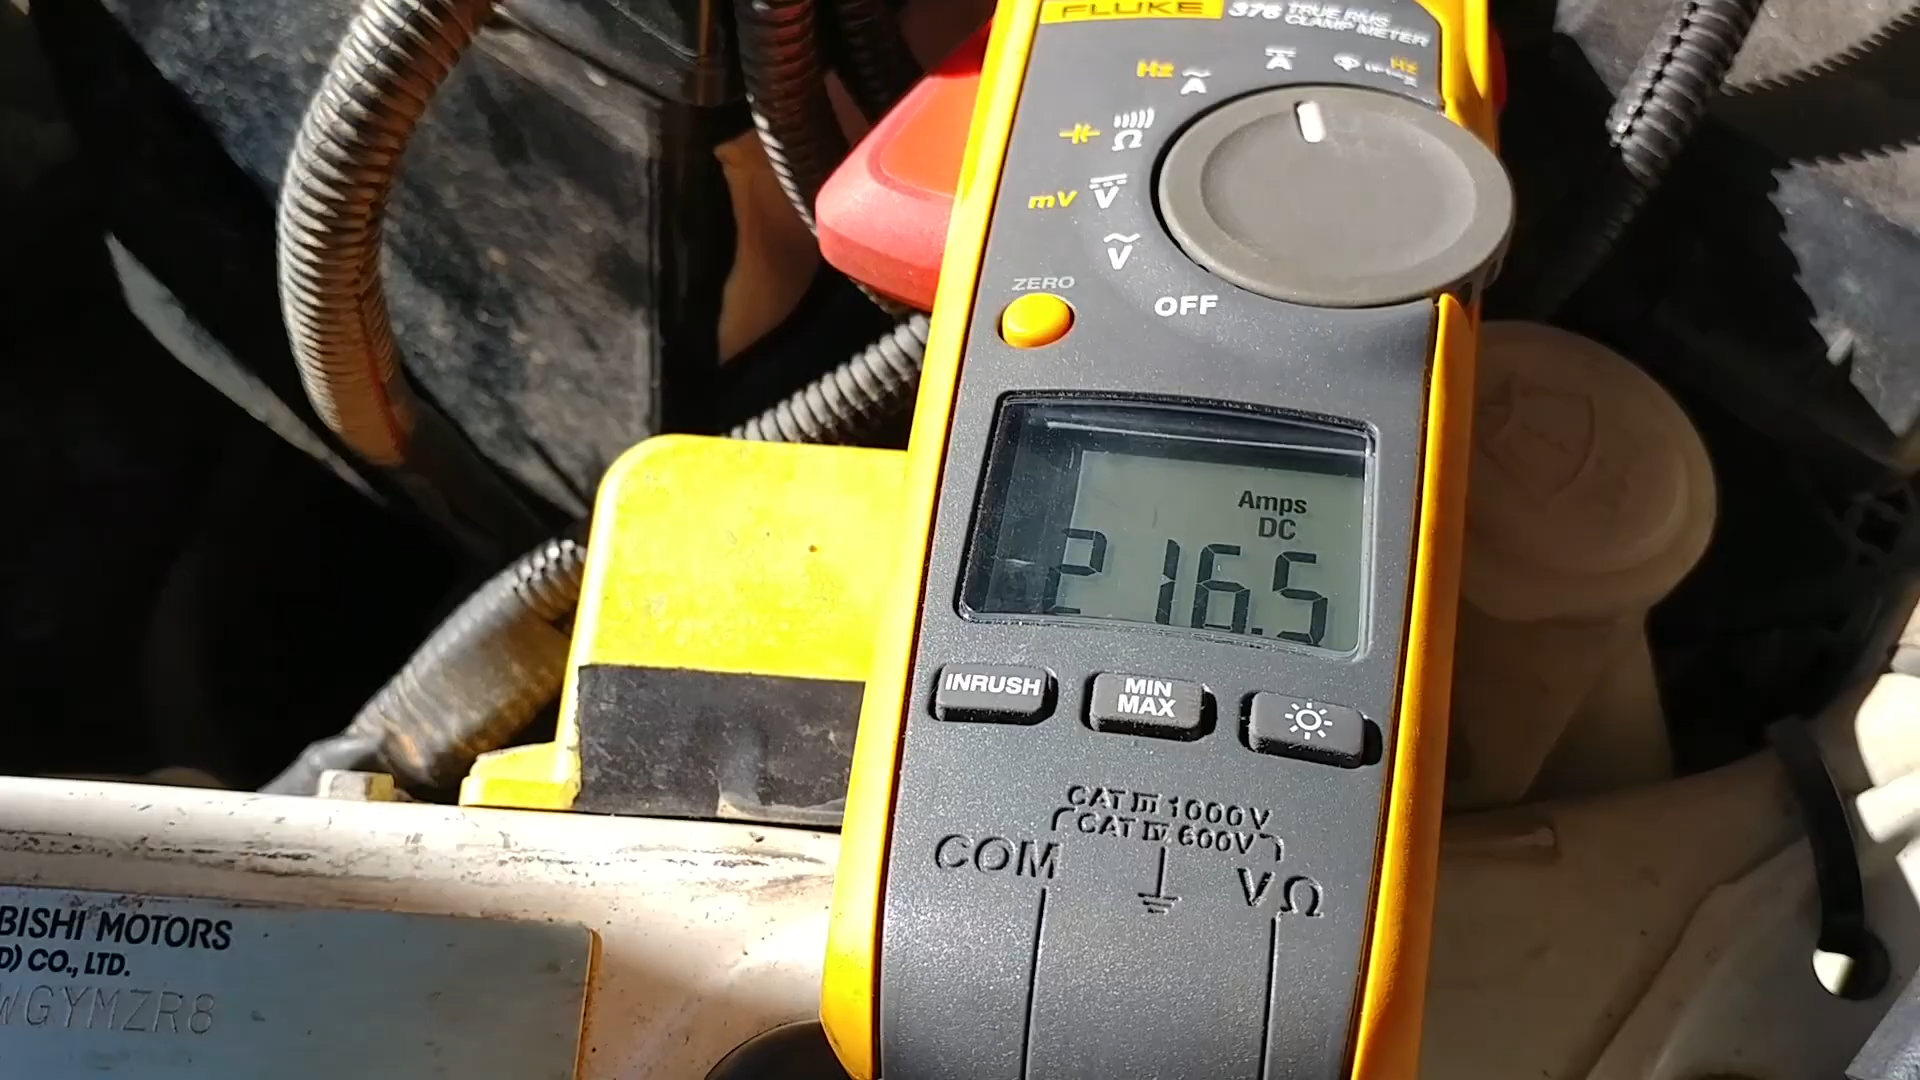 FLUKE 376 TRUE RMS
CLAMP METER
Hz A
A
Hz
Ω
mV V
V
OFF
ZERO
Amps
DC
216.5
INRUSH
MIN
MAX
CAT III 1000V
CAT IV 600V
COM
VΩ
BISHI MOTORS
D) CO., LTD.
WGYMZR8